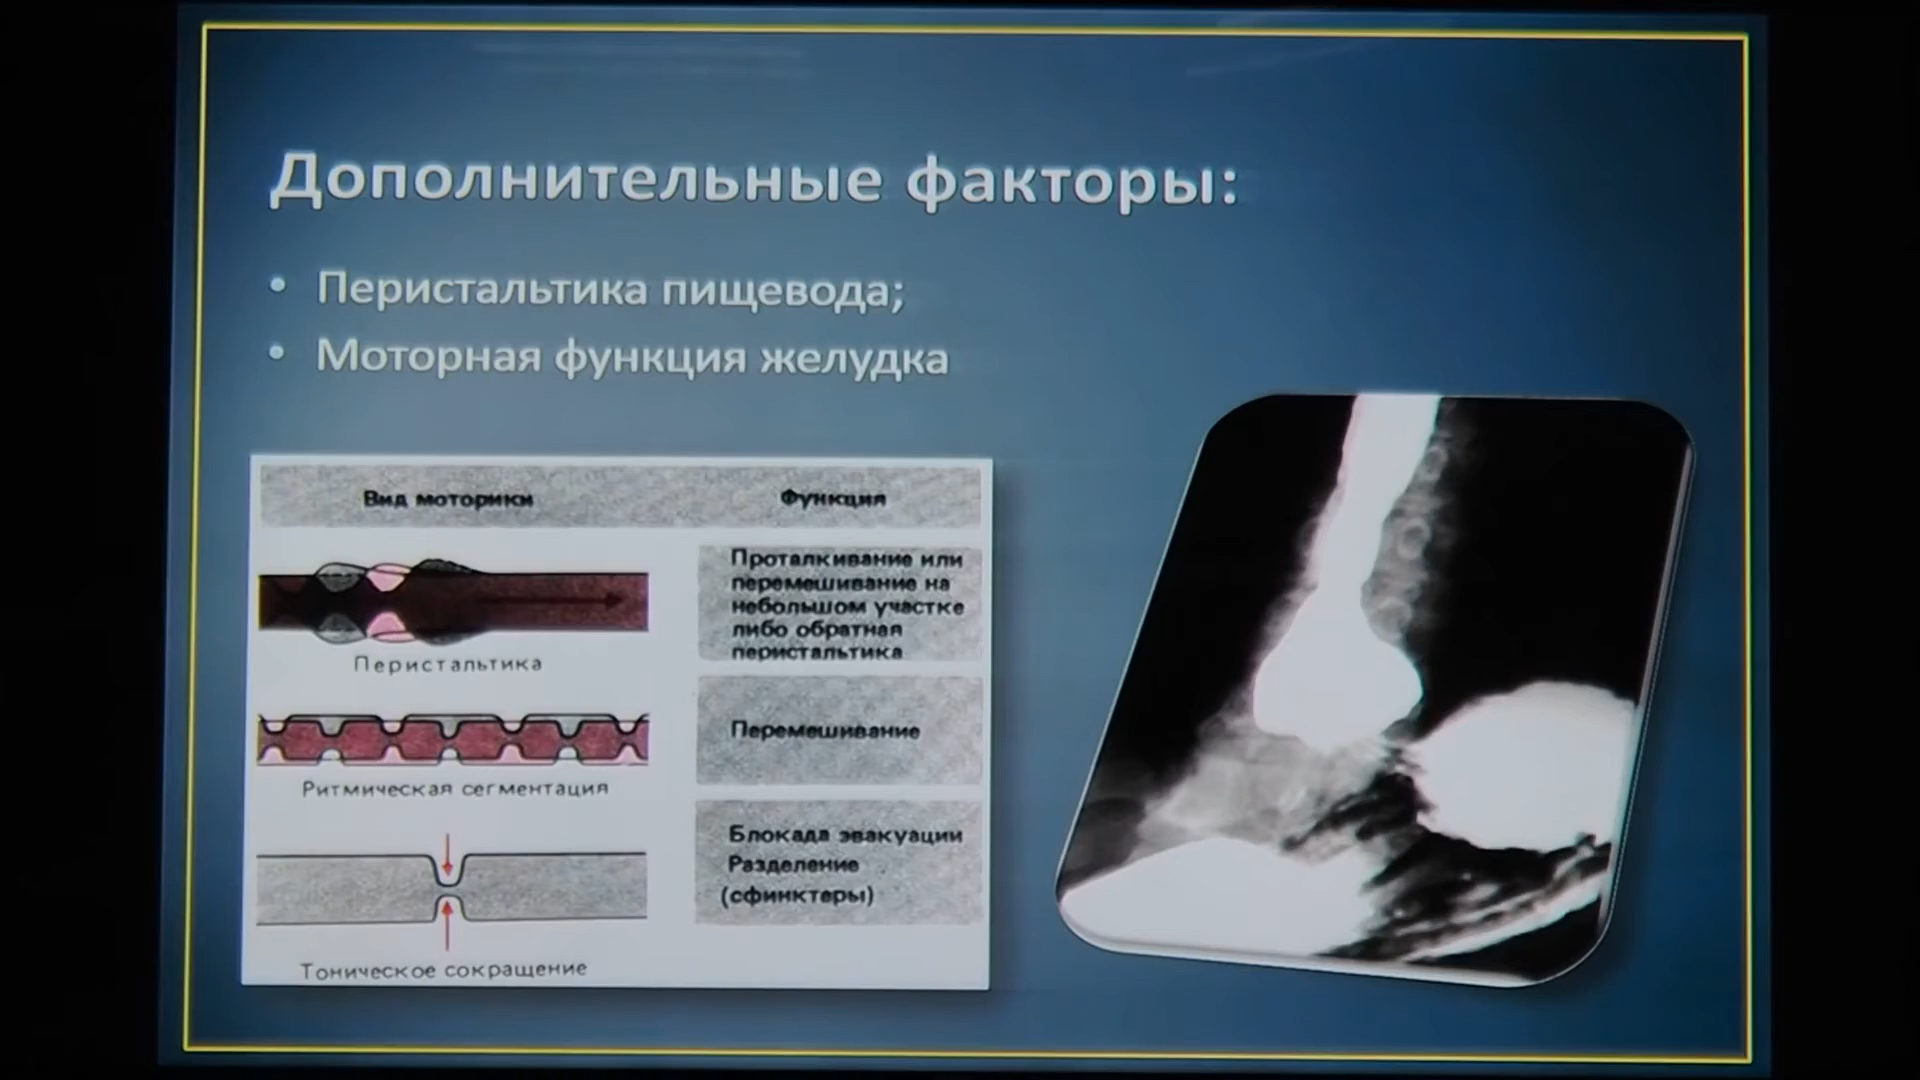 Дополнительные факторы:
• Перистальтика пищевода;
• Моторная функция желудка
Вид моторики
Функция
Перистальтика
Проталкивание или
перемешивание на
небольшом участке
либо обратная
перистальтика
Ритмическая сегментация
Перемешивание
Тоническое сокращение
Блокада эвакуации
Разделение
(сфинктеры)